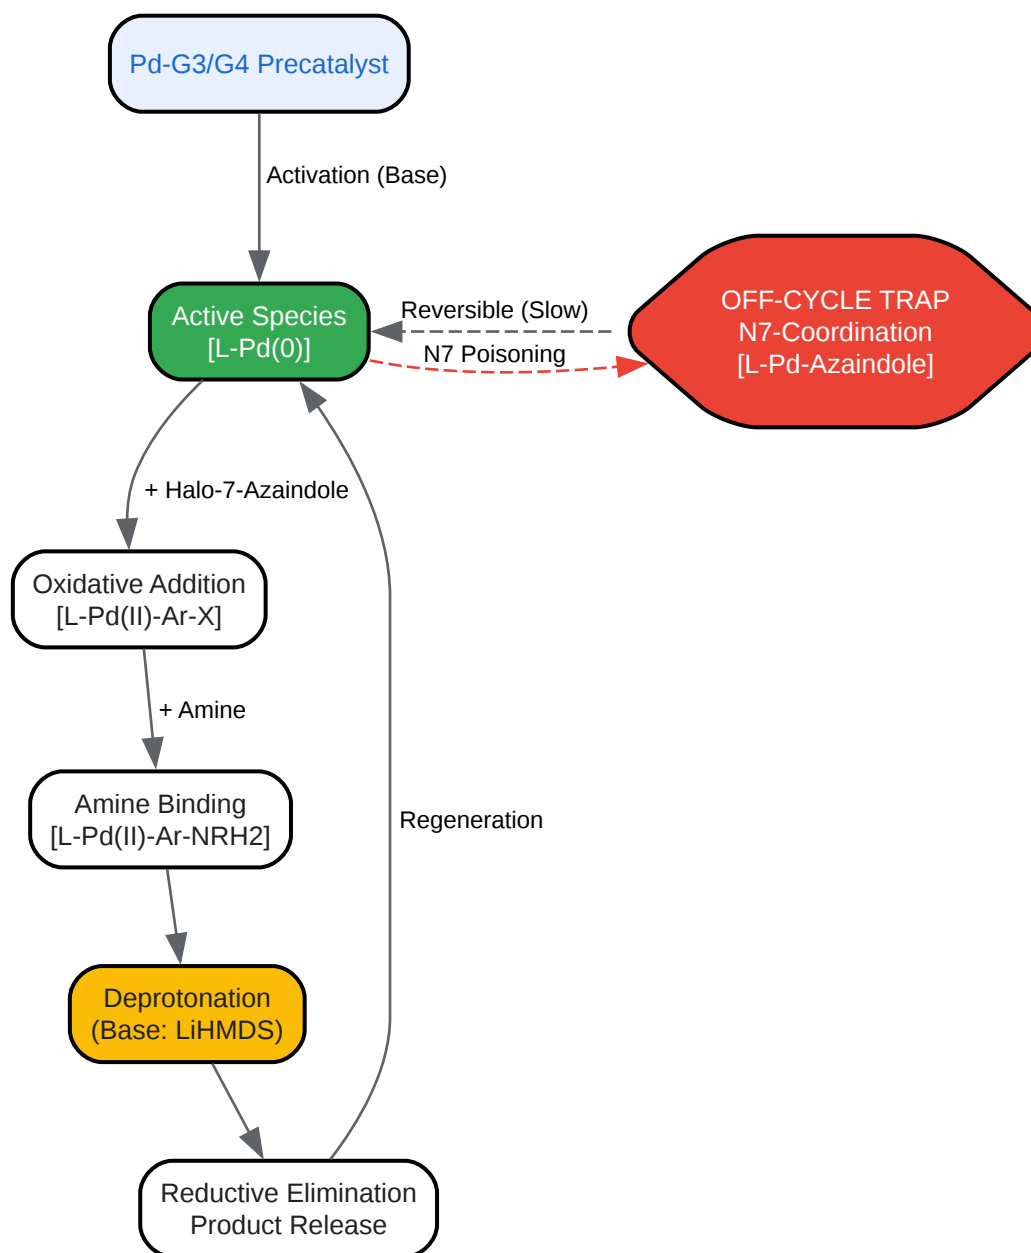 Pd-G3/G4 Precatalyst
Activation (Base)
Active Species
[L-Pd(0)]
Reversible (Slow)
N7 Poisoning
OFF-CYCLE TRAP
N7-Coordination
[L-Pd-Azaindole]
+ Halo-7-Azaindole
Oxidative Addition
[L-Pd(II)-Ar-X]
+ Amine
Amine Binding
[L-Pd(II)-Ar-NRH2]
Regeneration
Deprotonation
(Base: LiHMDS)
Reductive Elimination
Product Release